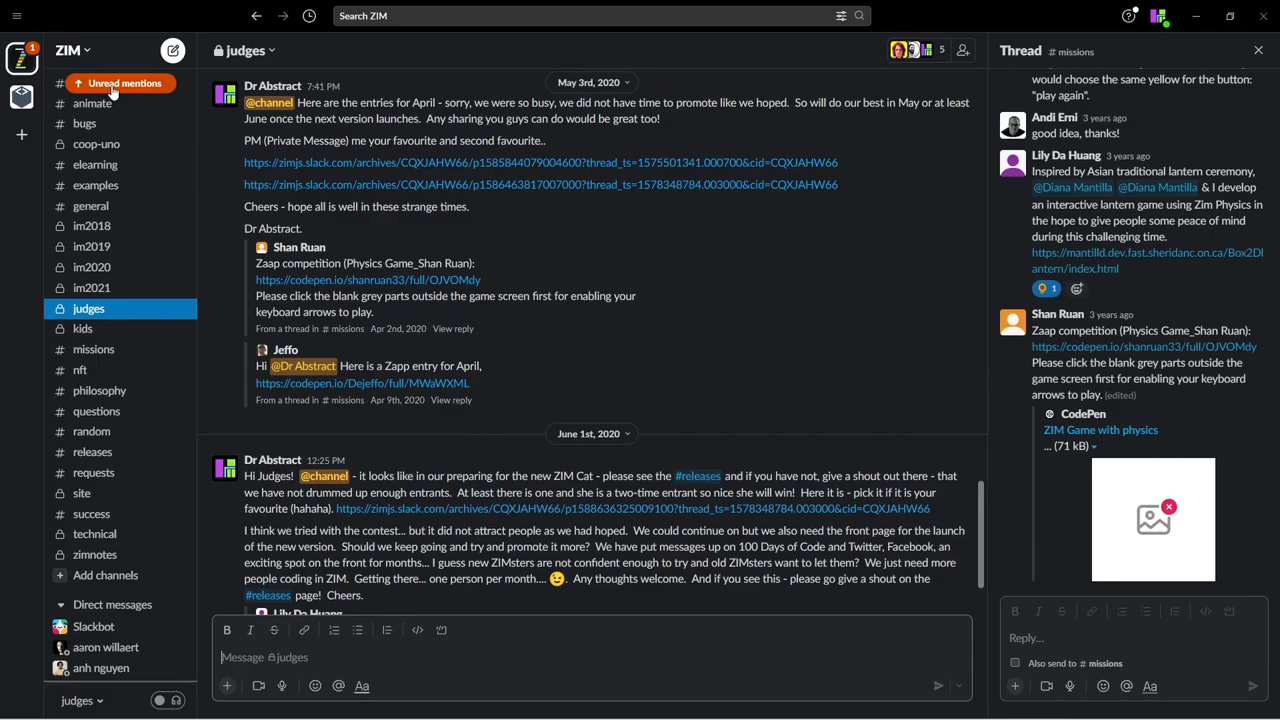 Search ZIM
1
ZIM
Unread mentions
# animate
# bugs
coop-uno
# elearning
# examples
# general
im2018
im2019
im2020
im2021
judges
kids
# missions
# nft
# philosophy
# questions
# random
# releases
# requests
# site
# success
# technical
# zimnotes
Add channels
Direct messages
Slackbot
aaron willaert
anh nguyen
judges
judges
5
May 3rd, 2020
Dr Abstract 7:41 PM
@channel Here are the entries for April - sorry, we were so busy, we did not have time to promote like we hoped. So will do our best in May or at least
June once the next version launches. Any sharing you guys can do would be great too!
PM (Private Message) me your favourite and second favourite..
https://zimjs.slack.com/archives/CQXJAHW66/p1585844079004600?thread_ts=1575501341.000700&cid=CQXJAHW66
https://zimjs.slack.com/archives/CQXJAHW66/p1586463817007000?thread_ts=1578348784.003000&cid=CQXJAHW66
Cheers - hope all is well in these strange times.
Dr Abstract.
Shan Ruan
Zaap competition (Physics Game_Shan Ruan):
https://codepen.io/shanruan33/full/OJVOMdy
Please click the blank grey parts outside the game screen first for enabling your
keyboard arrows to play.
From a thread in # missions Apr 2nd, 2020 View reply
Jeffo
Hi @Dr Abstract Here is a Zapp entry for April,
https://codepen.io/Dejeffo/full/MWaWXML
From a thread in # missions Apr 9th, 2020 View reply
June 1st, 2020
Dr Abstract 12:25 PM
Hi Judges! @channel - it looks like in our preparing for the new ZIM Cat - please see the #releases and if you have not, give a shout out there - that
we have not drummed up enough entrants. At least there is one and she is a two-time entrant so nice she will win! Here it is - pick it if it is your
favourite (hahaha). https://zimjs.slack.com/archives/CQXJAHW66/p1588636325009100?thread_ts=1578348784.003000&cid=CQXJAHW66
I think we tried with the contest... but it did not attract people as we had hoped. We could continue on but we also need the front page for the launch
of the new version. Should we keep going and try and promote it more? We have put messages up on 100 Days of Code and Twitter, Facebook, an
exciting spot on the front for months... I guess new ZIMsters are not confident enough to try and old ZIMsters want to let them? We just need more
people coding in ZIM. Getting there... one person per month.... 😉. Any thoughts welcome. And if you see this - please go give a shout on the
#releases page! Cheers.
Lily Da Huang
Message judges
Thread # missions
would choose the same yellow for the button:
"play again".
Andi Erni 3 years ago
good idea, thanks!
Lily Da Huang 3 years ago
Inspired by Asian traditional lantern ceremony,
@Diana Mantilla @Diana Mantilla & I develop
an interactive lantern game using Zim Physics in
the hope to give people some peace of mind
during this challenging time.
https://mantilld.dev.fast.sheridanc.on.ca/Box2Dl
antern/index.html
1
Shan Ruan 3 years ago
Zaap competition (Physics Game_Shan Ruan):
https://codepen.io/shanruan33/full/OJVOMdy
Please click the blank grey parts outside the
game screen first for enabling your keyboard
arrows to play. (edited)
CodePen
ZIM Game with physics
... (71 kB)
Reply...
Also send to # missions